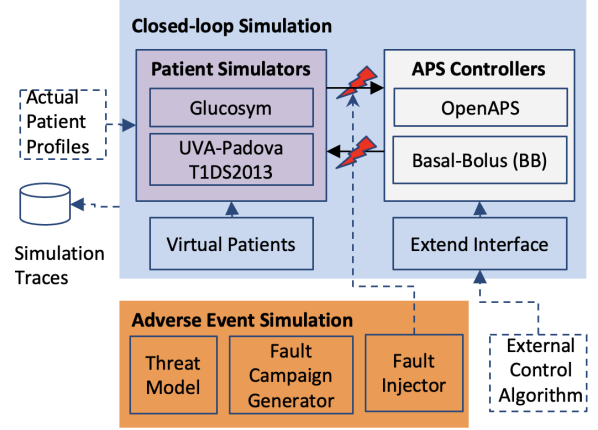 Closed-loop Simulation
Patient Simulators
Glucosym
UVA-Padova
T1DS2013
APS Controllers
OpenAPS
Basal-Bolus (BB)
Actual
Patient
Profiles
Simulation
Traces
Virtual Patients
Extend Interface
Adverse Event Simulation
Threat
Model
Fault
Campaign
Generator
Fault
Injector
External
Control
Algorithm